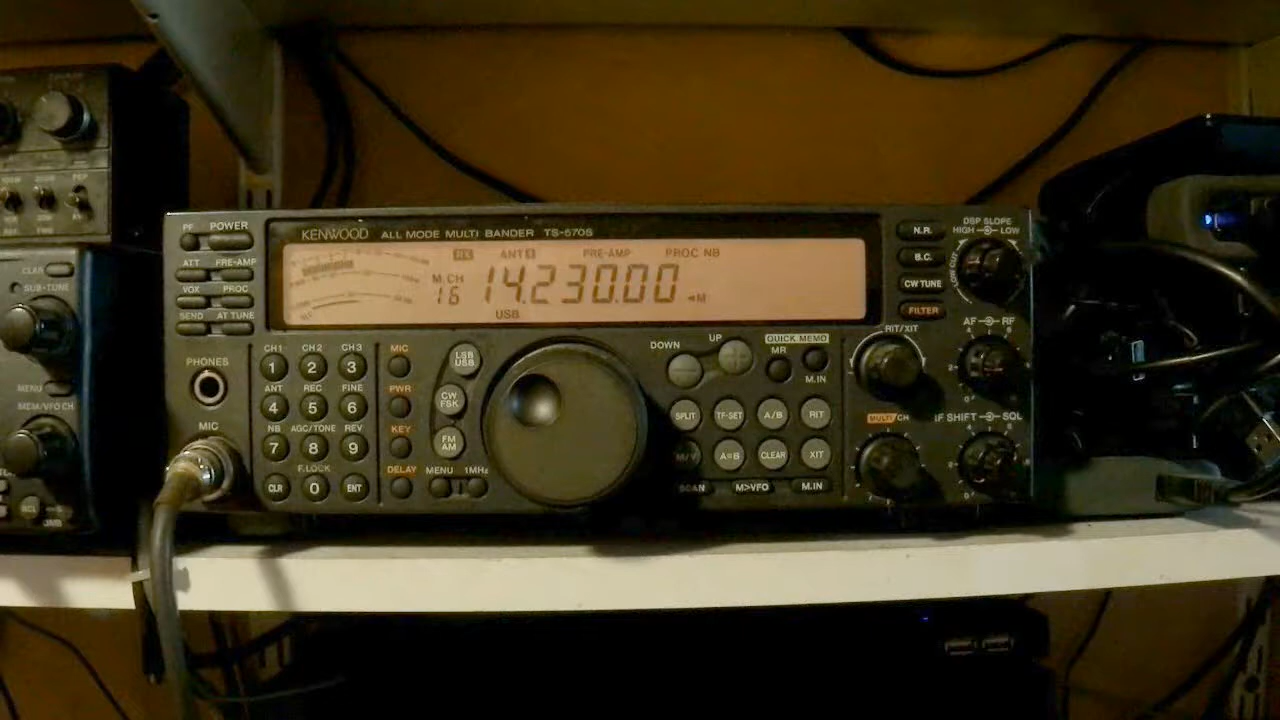 PF POWER
KENWOOD ALL MODE MULTI BANDER TS-570S
ATT PRE-AMP
VOX PROC
SEND AT TUNE
ANT 1 PRE-AMP PROC NB
M.CH
16 14.230.00 ◄M
USB
N.R.
B.C.
CW TUNE
FILTER
DSP SLOPE
HIGH LOW
LOW CUT
PHONES
MIC
CH1 CH2 CH3
1 2 3
ANT REC FINE
4 5 6
NB AGC/TONE REV
7 8 9
F.LOCK
CLR 0 ENT
MIC
PWR
KEY
DELAY
LSB
USB
CW
FSK
FM
AM
MENU 1MHz
DOWN UP
QUICK MEMO
MR
M.IN
SPLIT TF-SET A/B RIT
M/V A=B CLEAR XIT
SCAN M>VFO M.IN
RIT/XIT
AF RF
MULTI/CH
IF SHIFT SQL
CLAR
SUB-TUNE
MENU
MEM/VFO CH